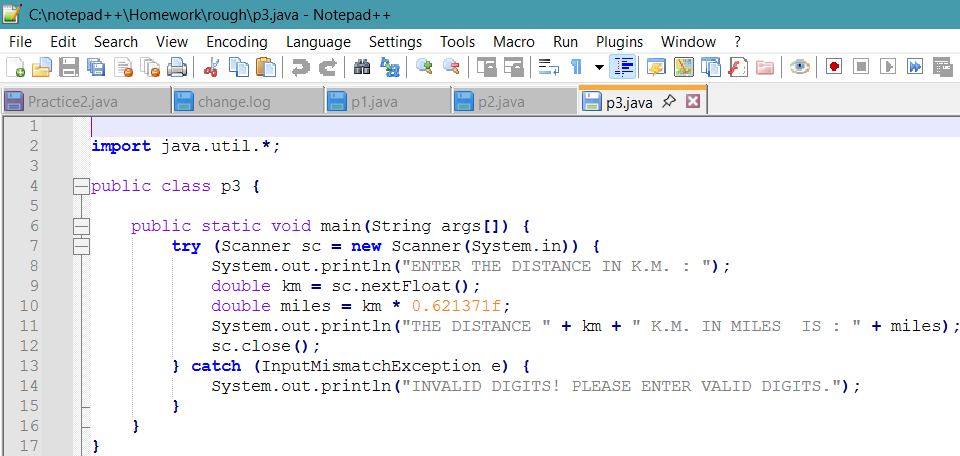 C:\notepad++\Homework\rough\p3.java - Notepad++
File Edit Search View Encoding Language Settings Tools Macro Run Plugins Window ?
Practice2.java change.log p1.java p2.java p3.java
1
2 import java.util.*;
3
4 public class p3 {
5
6     public static void main(String args[]) {
7         try (Scanner sc = new Scanner(System.in)) {
8             System.out.println("ENTER THE DISTANCE IN K.M. : ");
9             double km = sc.nextFloat();
10             double miles = km * 0.621371f;
11             System.out.println("THE DISTANCE " + km + " K.M. IN MILES  IS : " + miles);
12             sc.close();
13         } catch (InputMismatchException e) {
14             System.out.println("INVALID DIGITS! PLEASE ENTER VALID DIGITS.");
15         }
16     }
17 }